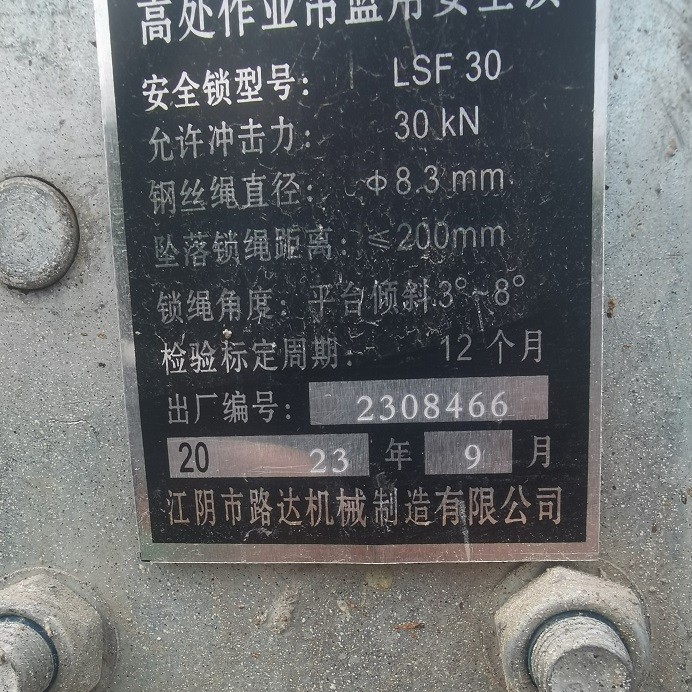 高处作业吊篮用安全锁
安全锁型号: LSF 30
允许冲击力: 30 kN
钢丝绳直径: Φ8.3 mm
坠落锁绳距离: ≤200mm
锁绳角度: 平台倾斜3°~8°
检验标定周期: 12 个月
出厂编号: 2308466
20 23 年 9 月
江阴市路达机械制造有限公司